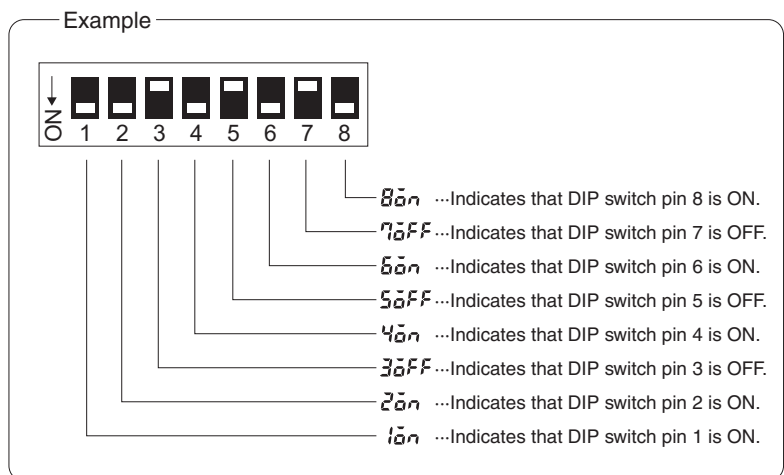 Example
ON
1 2 3 4 5 6 7 8
8on ···Indicates that DIP switch pin 8 is ON.
7oFF···Indicates that DIP switch pin 7 is OFF.
6on ···Indicates that DIP switch pin 6 is ON.
5oFF···Indicates that DIP switch pin 5 is OFF.
4on ···Indicates that DIP switch pin 4 is ON.
3oFF···Indicates that DIP switch pin 3 is OFF.
2on ···Indicates that DIP switch pin 2 is ON.
1on ···Indicates that DIP switch pin 1 is ON.